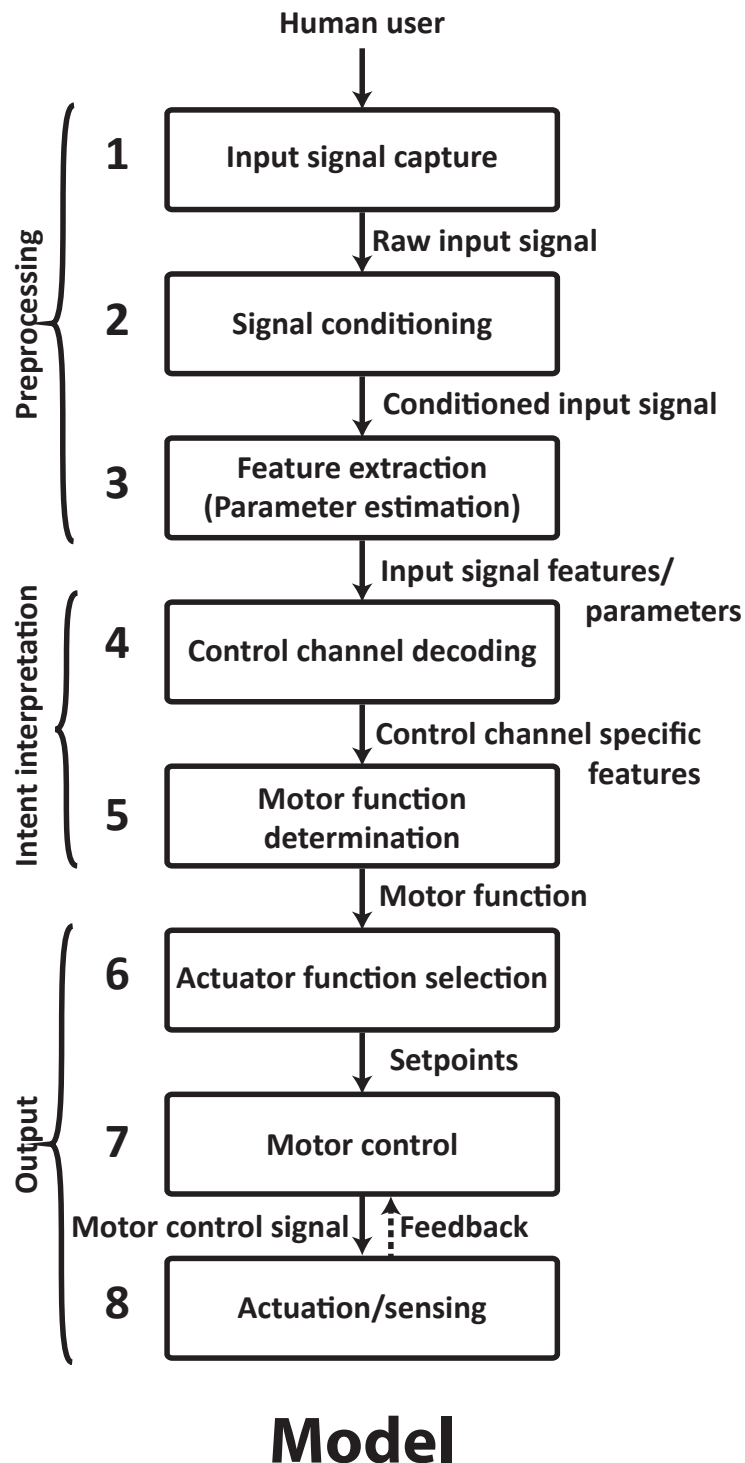 Human user
Preprocessing
1
Input signal capture
Raw input signal
2
Signal conditioning
Conditioned input signal
3
Feature extraction
(Parameter estimation)
Input signal features/
parameters
Intent interpretation
4
Control channel decoding
Control channel specific
features
5
Motor function
determination
Motor function
Output
6
Actuator function selection
Setpoints
7
Motor control
Motor control signal
Feedback
8
Actuation/sensing
Model